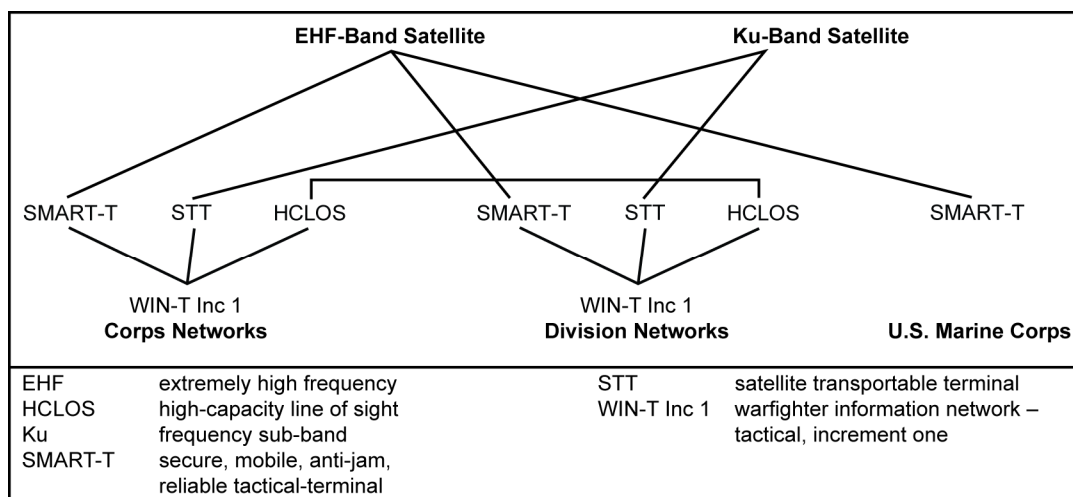 EHF-Band Satellite Ku-Band Satellite
SMART-T STT HCLOS SMART-T STT HCLOS SMART-T
WIN-T Inc 1 WIN-T Inc 1
Corps Networks Division Networks U.S. Marine Corps
EHF extremely high frequency
HCLOS high-capacity line of sight
Ku frequency sub-band
SMART-T secure, mobile, anti-jam,
reliable tactical-terminal
STT satellite transportable terminal
WIN-T Inc 1 warfighter information network –
tactical, increment one